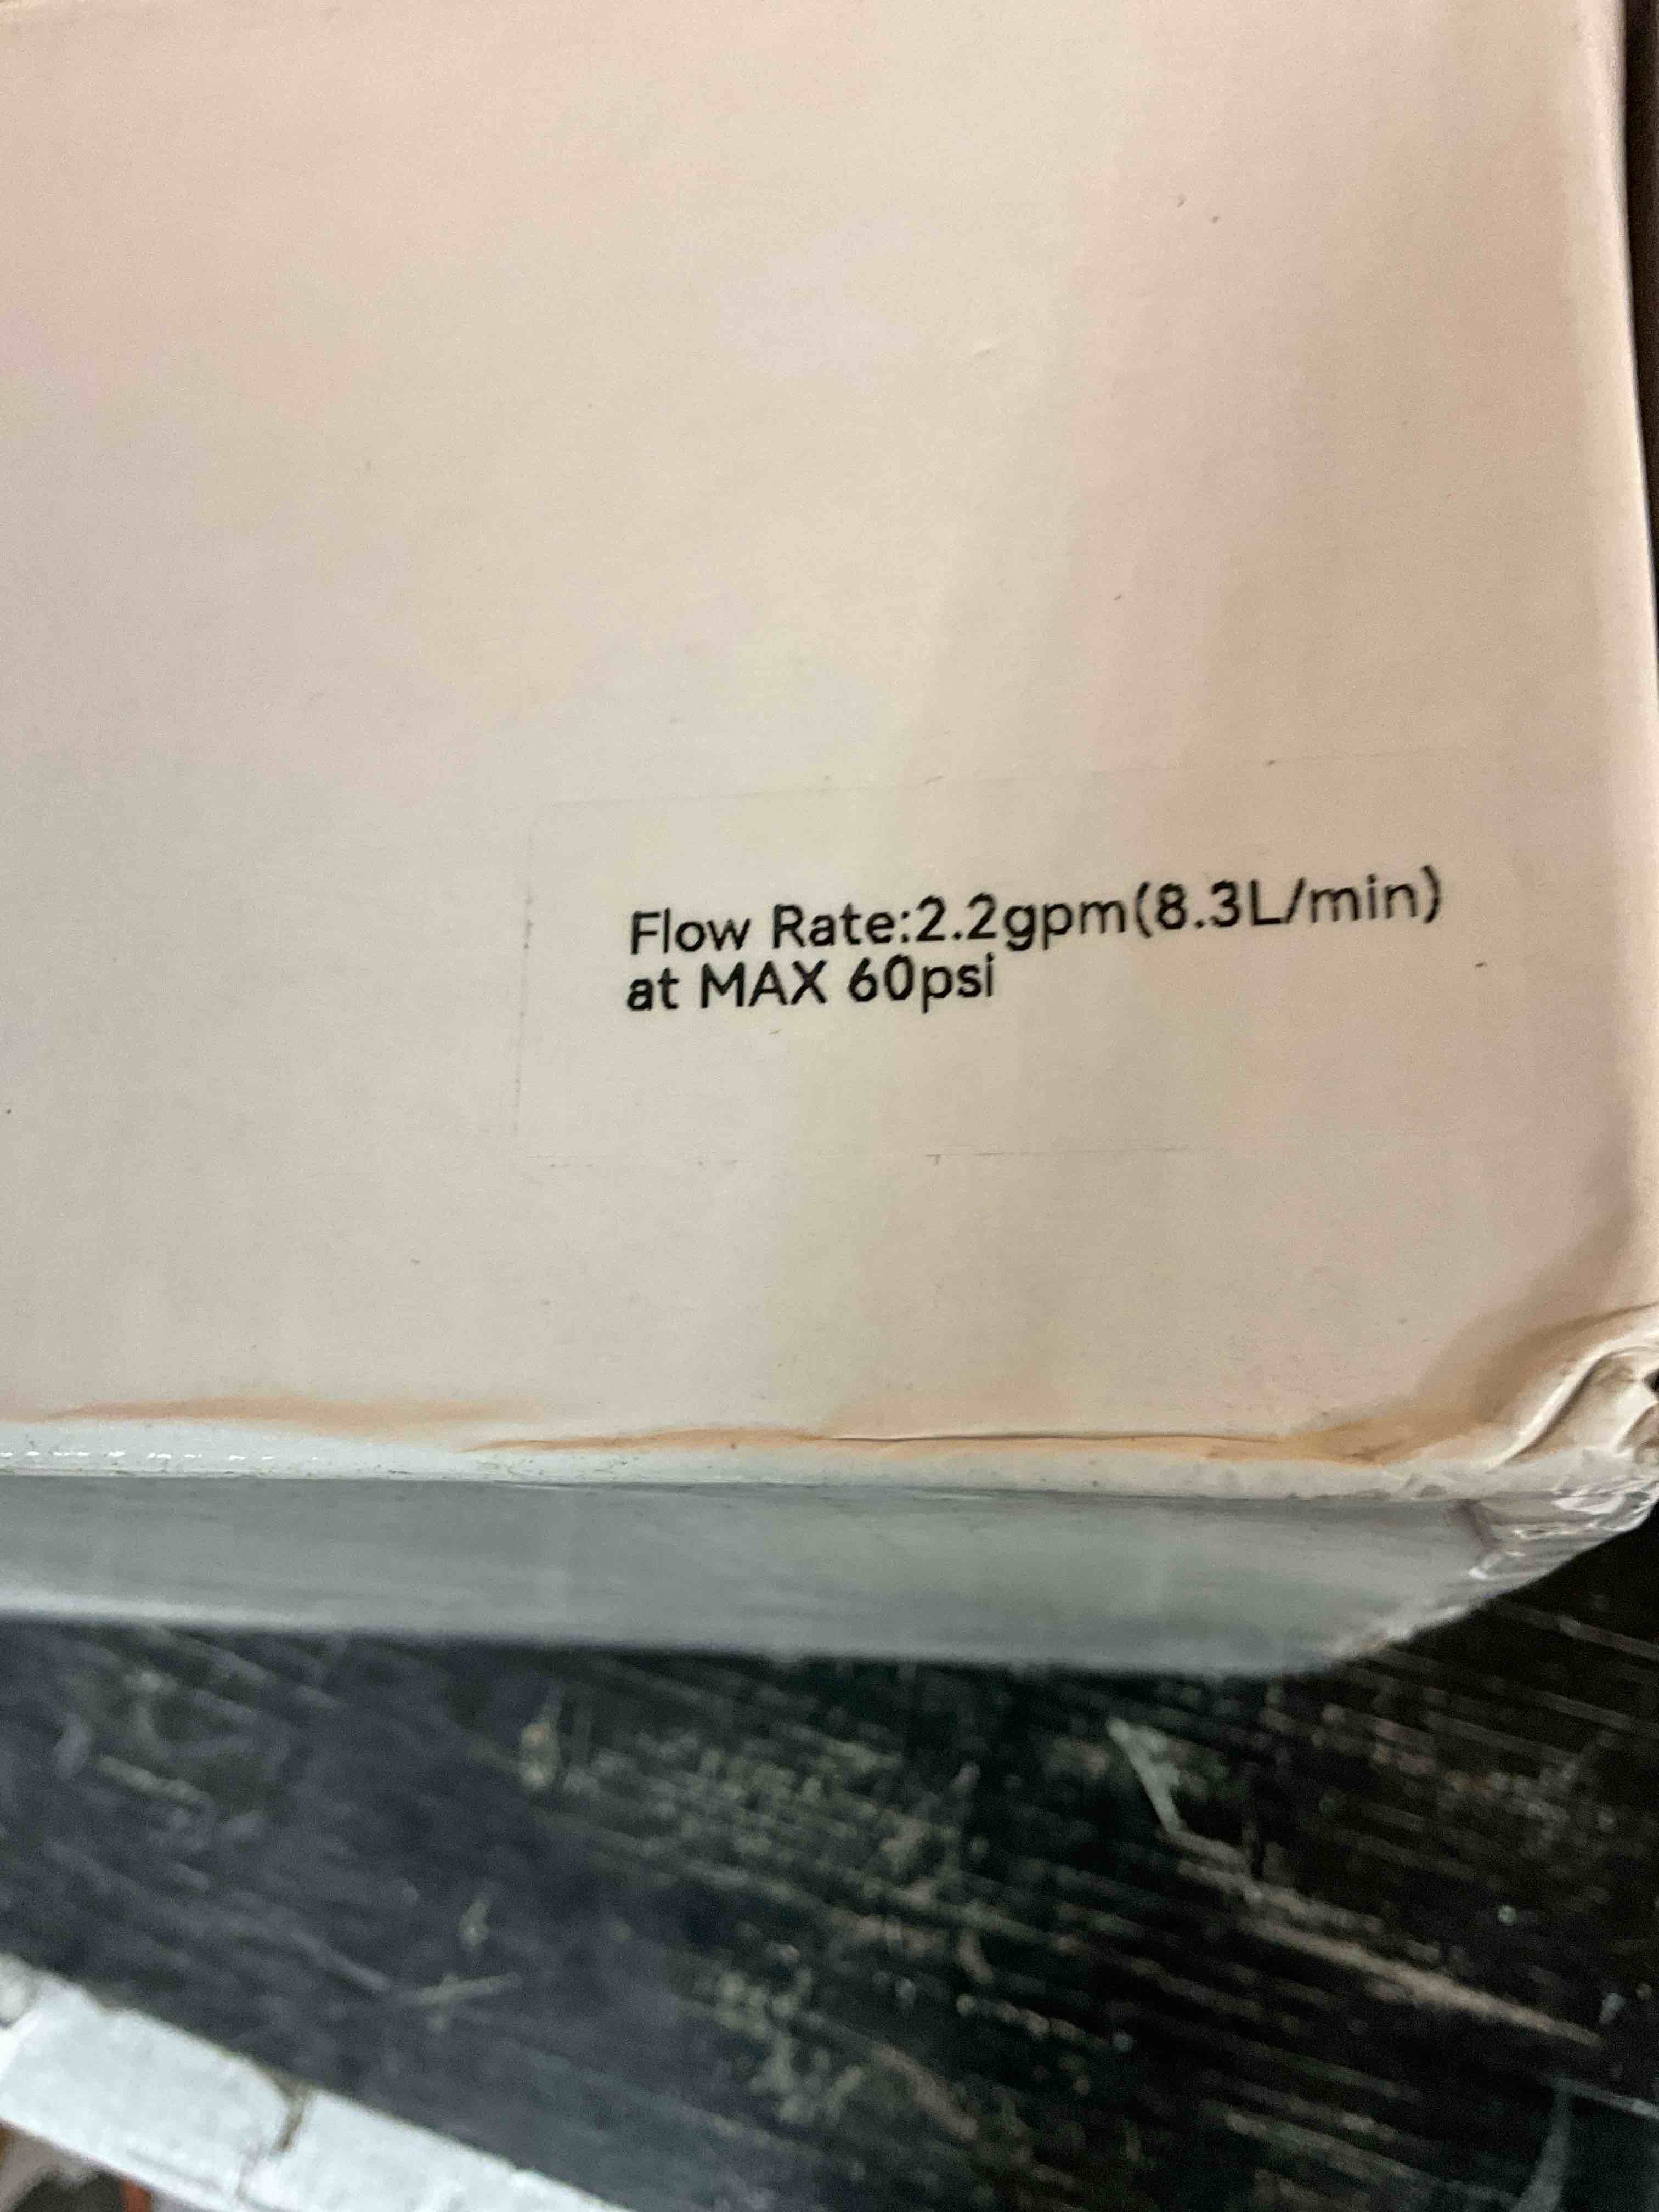 Flow Rate:2.2gpm(8.3L/min)
at MAX 60psi